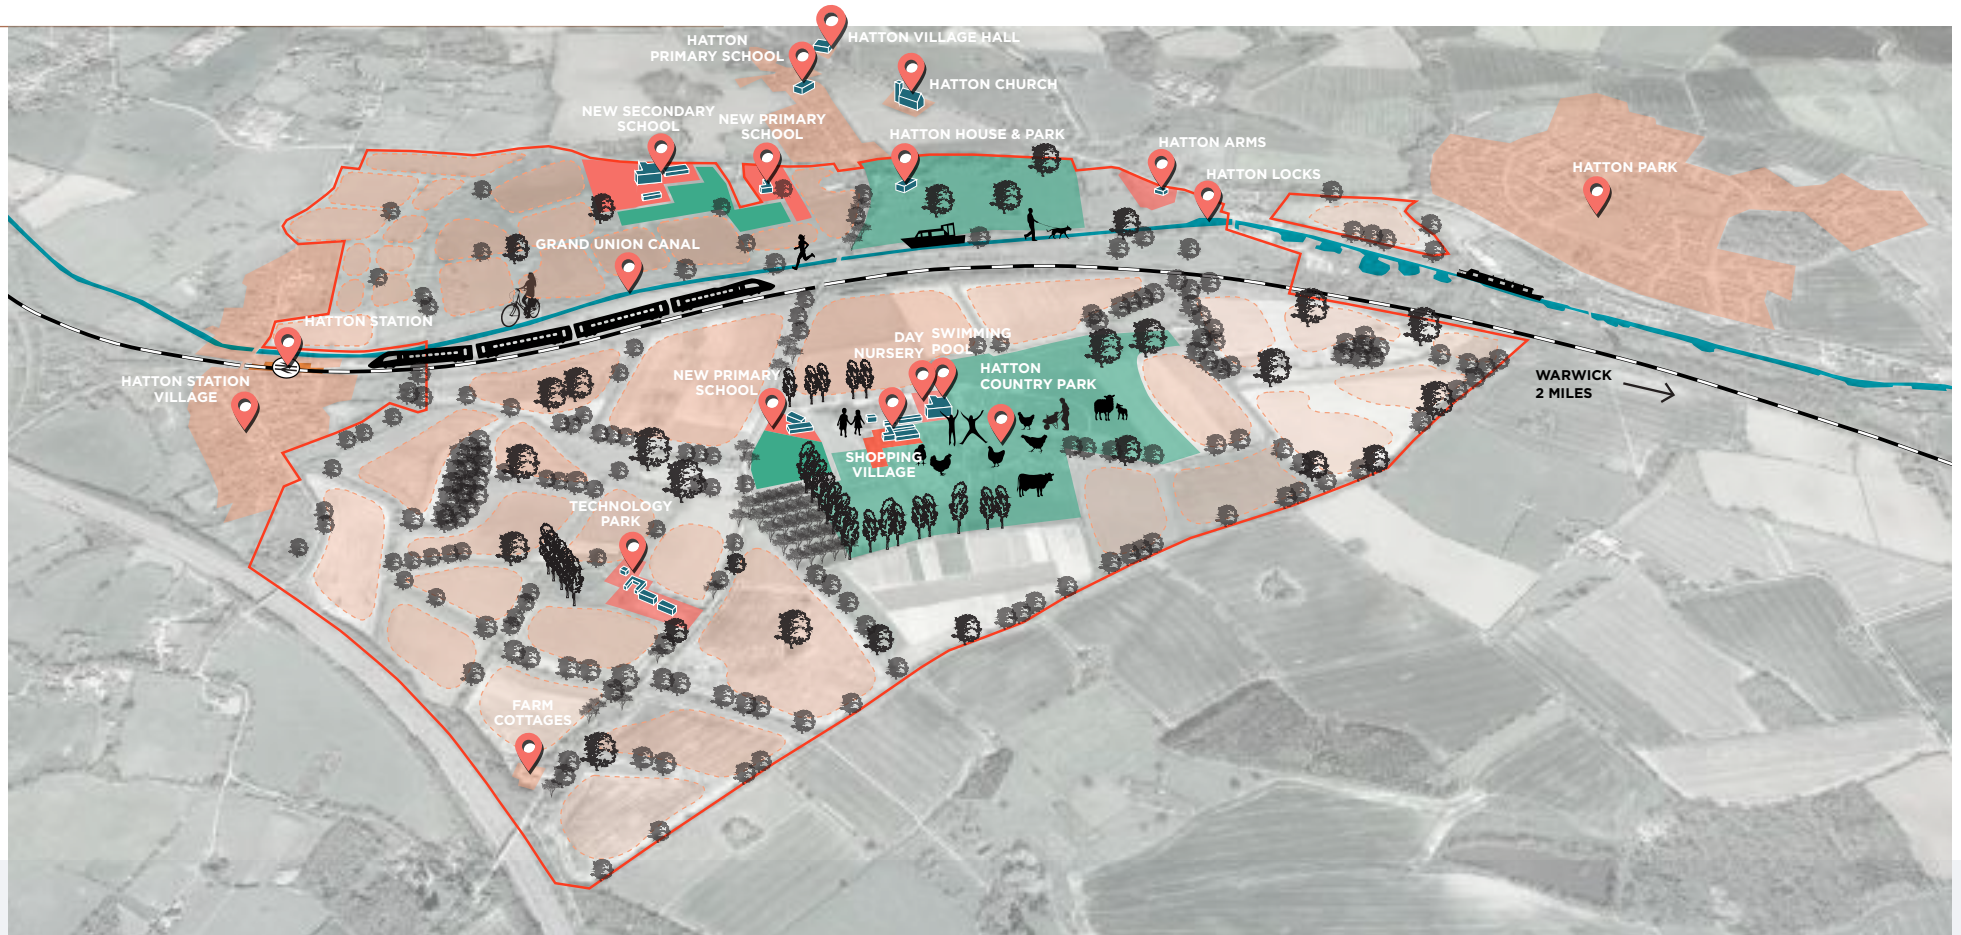 HATTON VILLAGE HALL
HATTON
PRIMARY SCHOOL
HATTON CHURCH
NEW SECONDARY
SCHOOL
NEW PRIMARY
SCHOOL
HATTON HOUSE & PARK
HATTON ARMS
HATTON LOCKS
HATTON PARK
GRAND UNION CANAL
HATTON STATION
HATTON STATION
VILLAGE
DAY
NURSERY
SWIMMING
POOL
NEW PRIMARY
SCHOOL
HATTON
COUNTRY PARK
WARWICK
2 MILES
SHOPPING
VILLAGE
TECHNOLOGY
PARK
FARM
COTTAGES